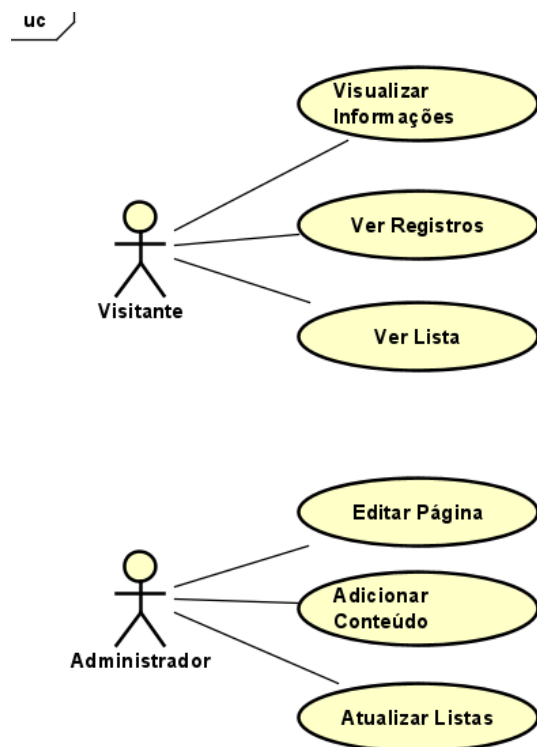 uc
Visualizar
Informações
Ver Registros
Visitante
Ver Lista
Editar Página
Adicionar
Conteúdo
Administrador
Atualizar Listas